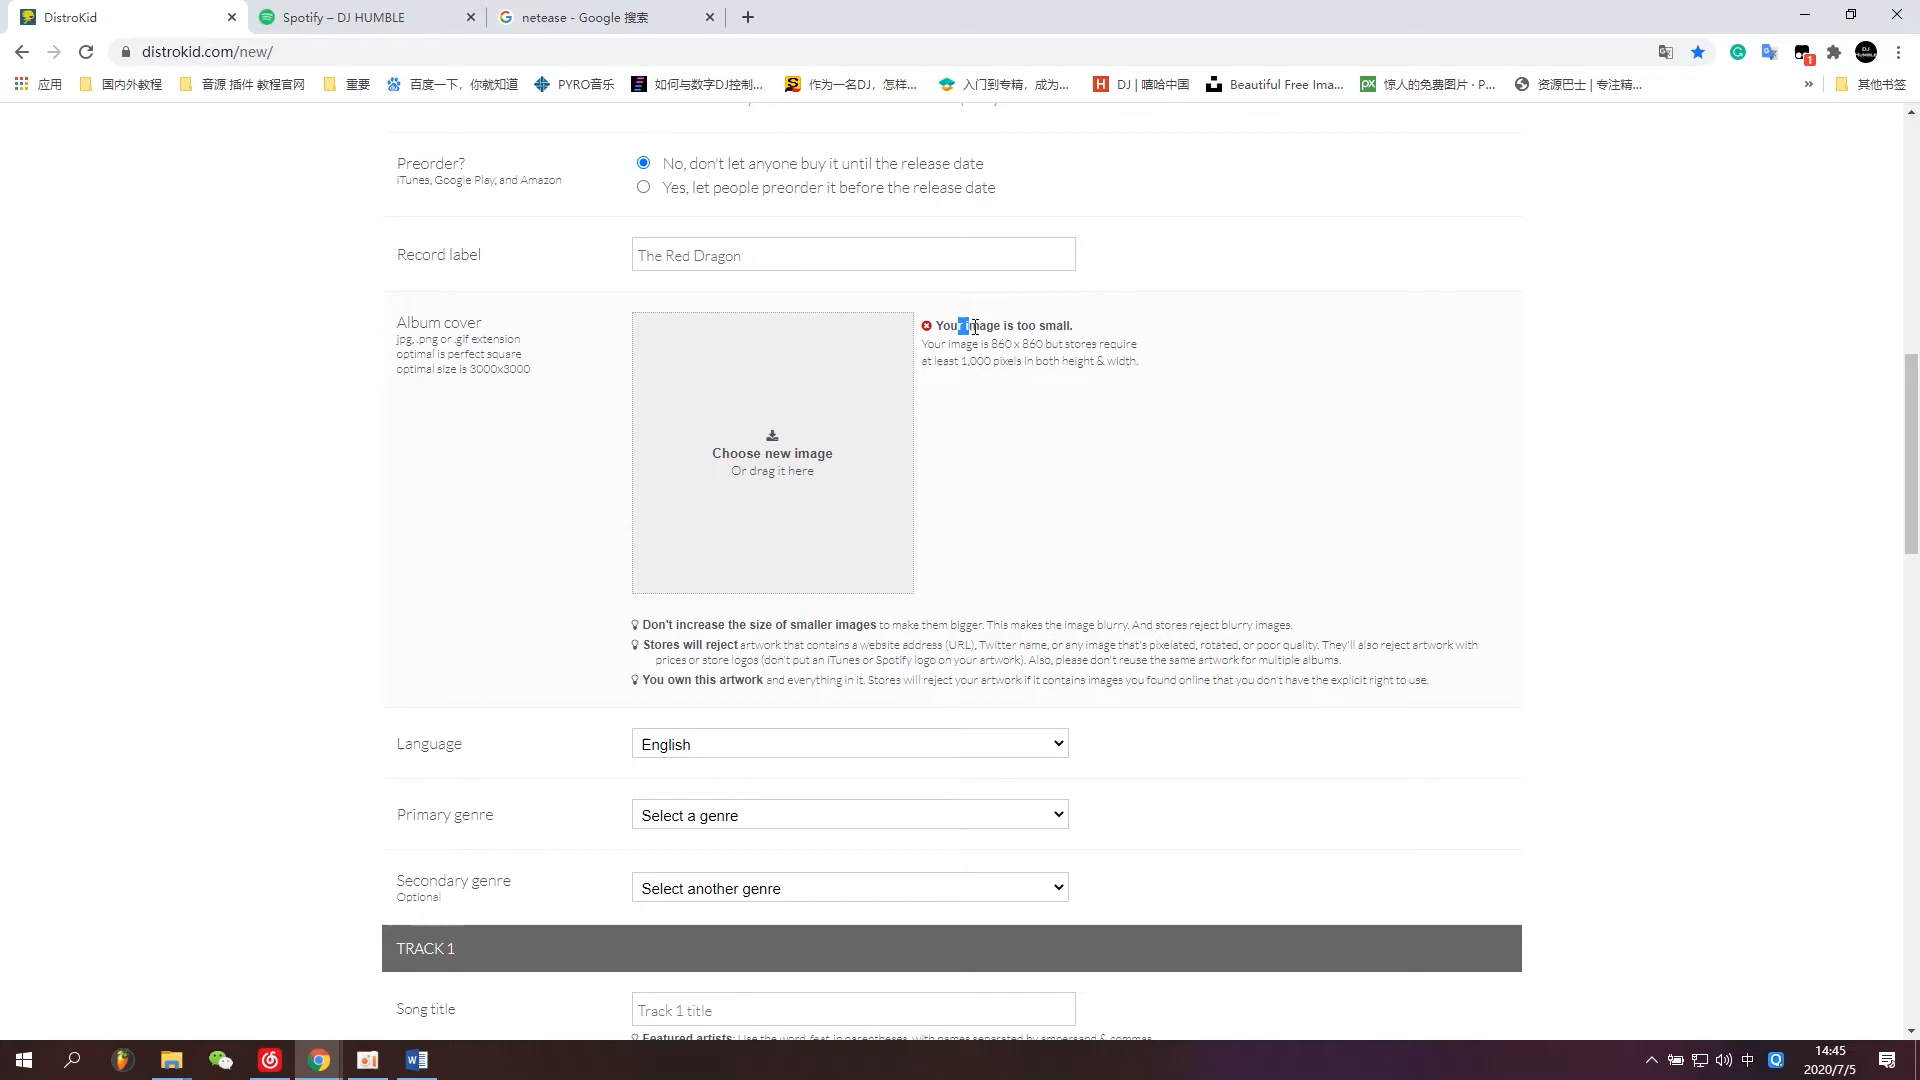 DistroKid
Spotify – DJ HUMBLE
netease - Google 搜索
distrokid.com/new/
1
应用
国内外教程
音源 插件 教程官网
重要
百度一下，你就知道
PYRO音乐
如何与数字DJ控制...
作为一名DJ，怎样...
入门到专精，成为...
DJ | 嘻哈中国
Beautiful Free Ima...
惊人的免费图片 · P...
资源巴士 | 专注精...
»
其他书签
Preorder?
iTunes, Google Play, and Amazon
No, don't let anyone buy it until the release date
Yes, let people preorder it before the release date
Record label
The Red Dragon
Album cover
jpg, .png or .gif extension
optimal is perfect square
optimal size is 3000x3000
Your image is too small.
Your image is 860 x 860 but stores require
at least 1,000 pixels in both height & width.
Choose new image
Or drag it here
Don't increase the size of smaller images to make them bigger. This makes the image blurry. And stores reject blurry images.
Stores will reject artwork that contains a website address (URL), Twitter name, or any image that's pixelated, rotated, or poor quality. They'll also reject artwork with
prices or store logos (don't put an iTunes or Spotify logo on your artwork). Also, please don't reuse the same artwork for multiple albums.
You own this artwork and everything in it. Stores will reject your artwork if it contains images you found online that you don't have the explicit right to use.
Language
English
Primary genre
Select a genre
Secondary genre
Optional
Select another genre
TRACK 1
Song title
Track 1 title
Featured artists: Use the word feat in parentheses, with names separated by ampersand & commas
中
14:45
2020/7/5